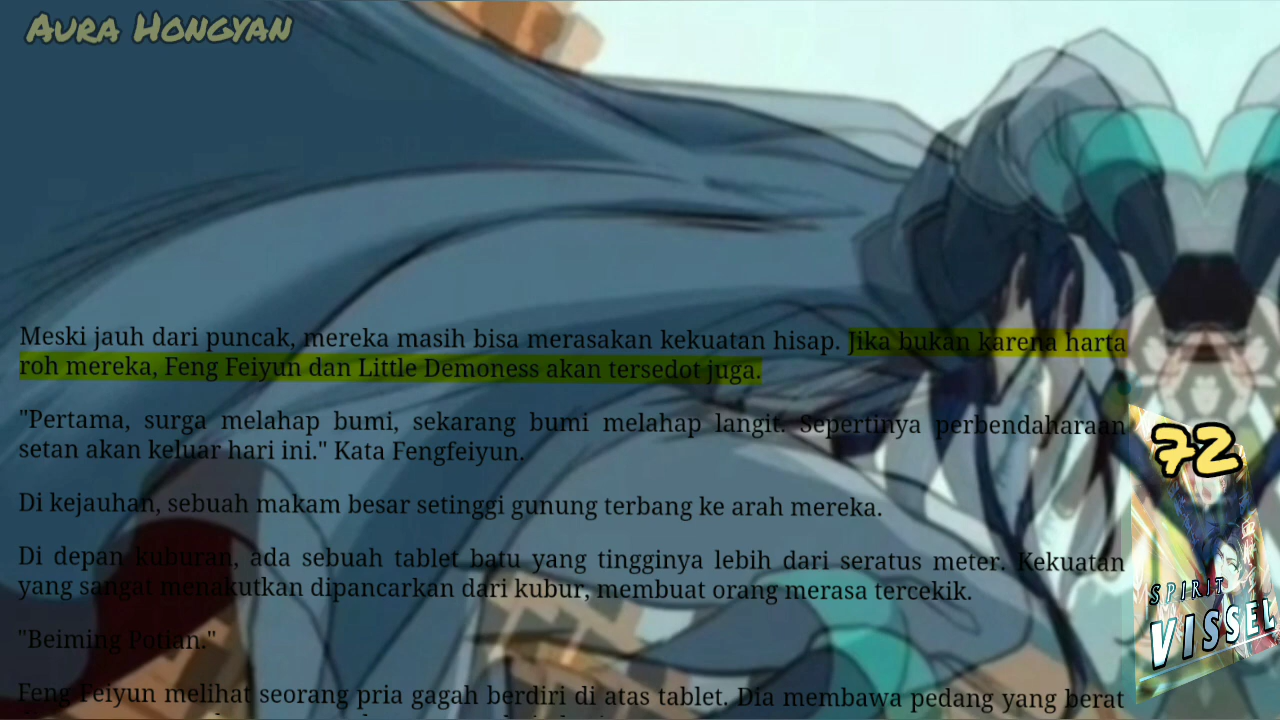 Aura Hongyan
Meski jauh dari puncak, mereka masih bisa merasakan kekuatan hisap. Jika bukan karena harta
roh mereka, Feng Feiyun dan Little Demoness akan tersedot juga.
"Pertama, surga melahap bumi, sekarang bumi melahap langit. Sepertinya perbendaharaan
setan akan keluar hari ini." Kata Fengfeiyun.
Di kejauhan, sebuah makam besar setinggi gunung terbang ke arah mereka.
Di depan kuburan, ada sebuah tablet batu yang tingginya lebih dari seratus meter. Kekuatan
yang sangat menakutkan dipancarkan dari kubur, membuat orang merasa tercekik.
"Beiming Potian."
Feng Feiyun melihat seorang pria gagah berdiri di atas tablet. Dia membawa pedang yang berat
72
SPIRIT
VISSEL